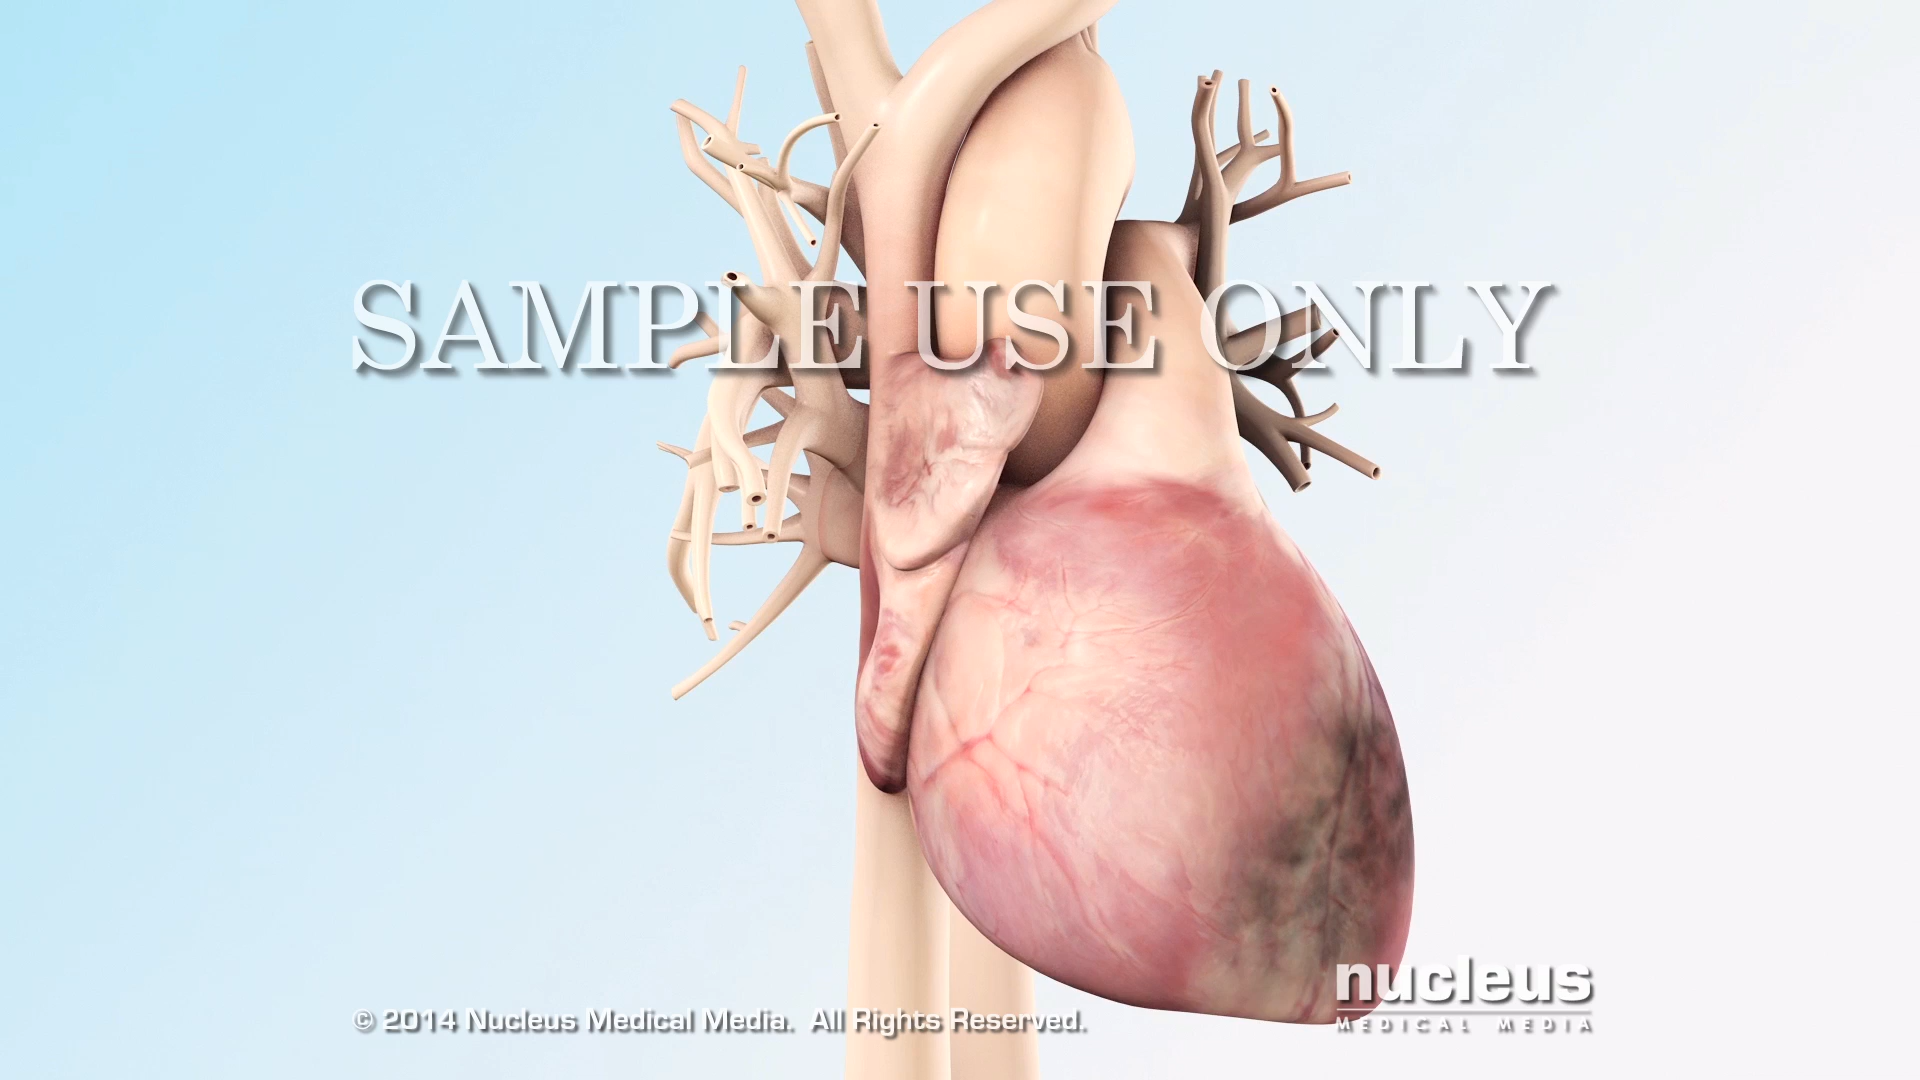 SAMPLE USE ONLY
nucleus
MEDICAL MEDIA
© 2014 Nucleus Medical Media. All Rights Reserved.